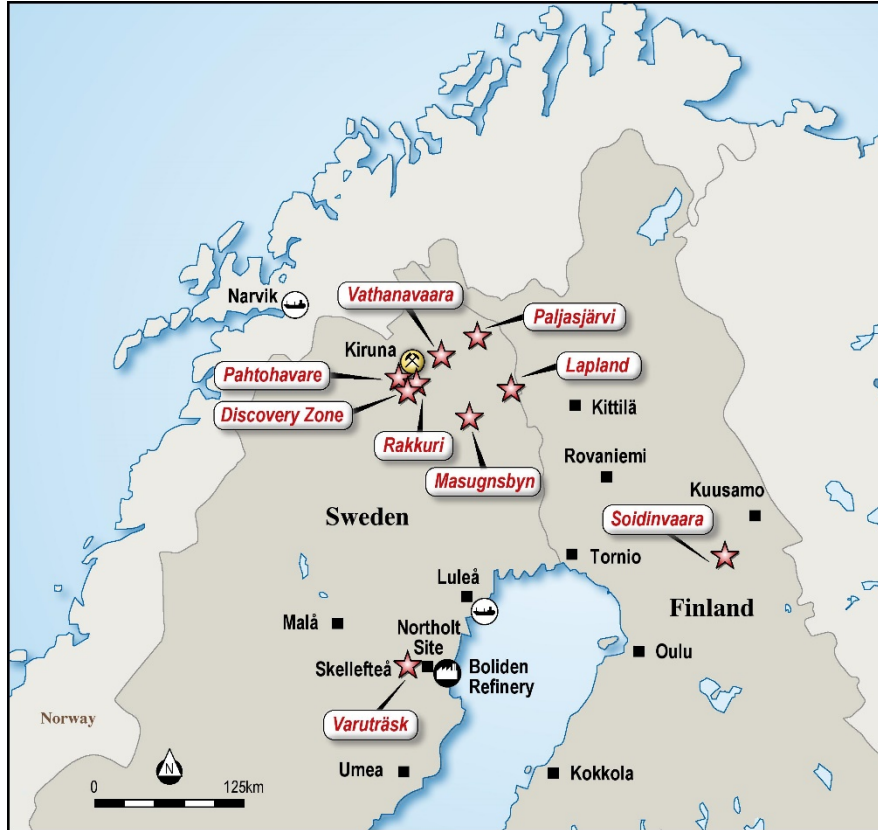 Narvik
Vathanavaara
Paljasjärvi
Kiruna
Pahtohavare
Lapland
Discovery Zone
Kittilä
Rakkuri
Masugnsbyn
Rovaniemi
Kuusamo
Sweden
Soidinvaara
Tornio
Luleå
Finland
Malå
Northolt
Site
Oulu
Skellefteå
Boliden
Refinery
Norway
Varuträsk
N
Umea
Kokkola
0
125km